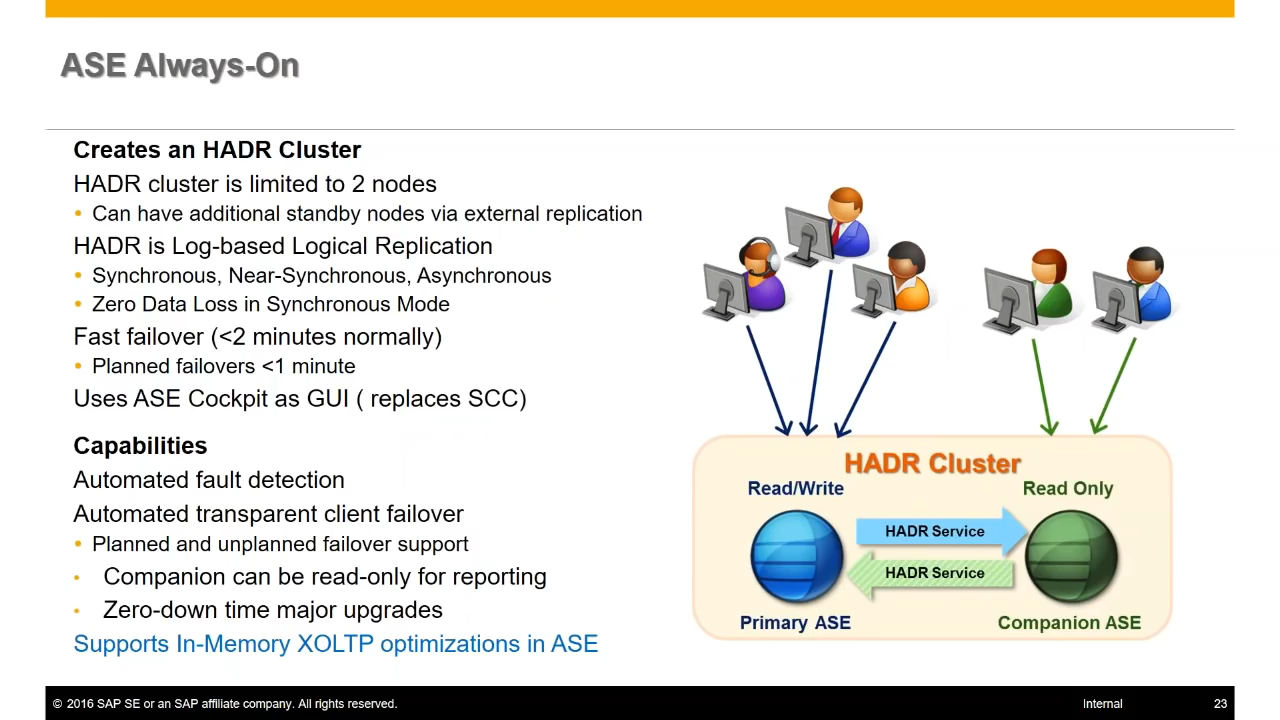 ASE Always-On
Creates an HADR Cluster
HADR cluster is limited to 2 nodes
• Can have additional standby nodes via external replication
HADR is Log-based Logical Replication
• Synchronous, Near-Synchronous, Asynchronous
• Zero Data Loss in Synchronous Mode
Fast failover (<2 minutes normally)
• Planned failovers <1 minute
Uses ASE Cockpit as GUI ( replaces SCC)
Capabilities
Automated fault detection
Automated transparent client failover
• Planned and unplanned failover support
• Companion can be read-only for reporting
• Zero-down time major upgrades
Supports In-Memory XOLTP optimizations in ASE
HADR Cluster
Read/Write
Read Only
HADR Service
HADR Service
Primary ASE
Companion ASE
© 2016 SAP SE or an SAP affiliate company. All rights reserved.
Internal
23